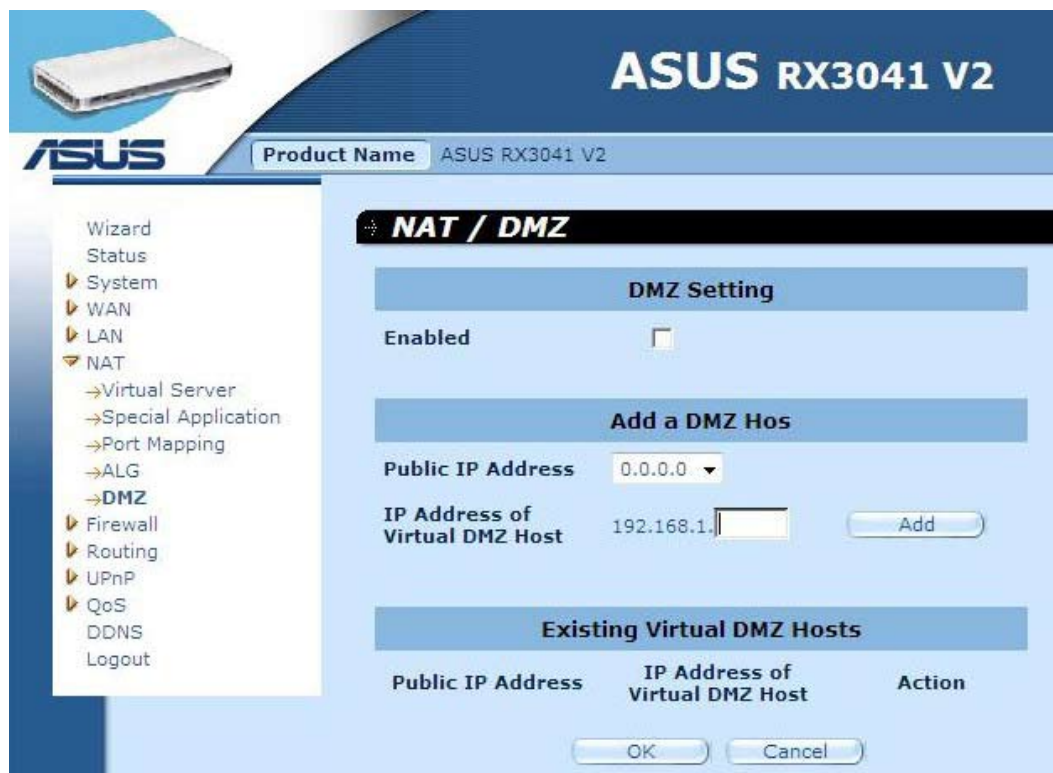 ASUS RX3041 V2
ASUS
Product Name ASUS RX3041 V2
Wizard
Status
System
WAN
LAN
NAT
→Virtual Server
→Special Application
→Port Mapping
→ALG
→DMZ
Firewall
Routing
UPnP
QoS
DDNS
Logout
NAT / DMZ
DMZ Setting
Enabled
Add a DMZ Hos
Public IP Address 0.0.0.0
IP Address of
Virtual DMZ Host 192.168.1. Add
Existing Virtual DMZ Hosts
Public IP Address IP Address of Virtual DMZ Host Action
OK Cancel